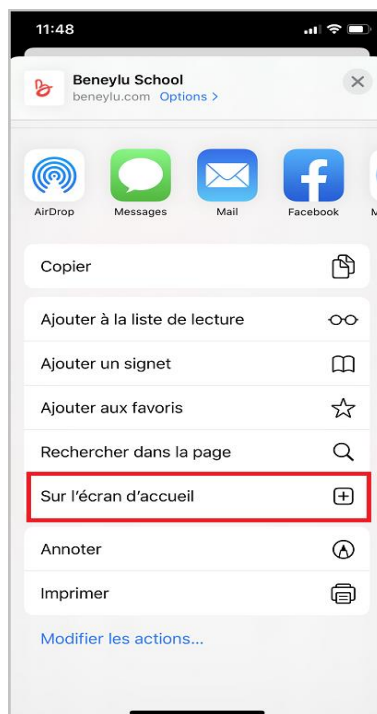 11:48
Beneylu School
beneylu.com Options >
AirDrop Messages Mail Facebook
Copier
Ajouter à la liste de lecture
Ajouter un signet
Ajouter aux favoris
Rechercher dans la page
Sur l'écran d'accueil
Annoter
Imprimer
Modifier les actions...